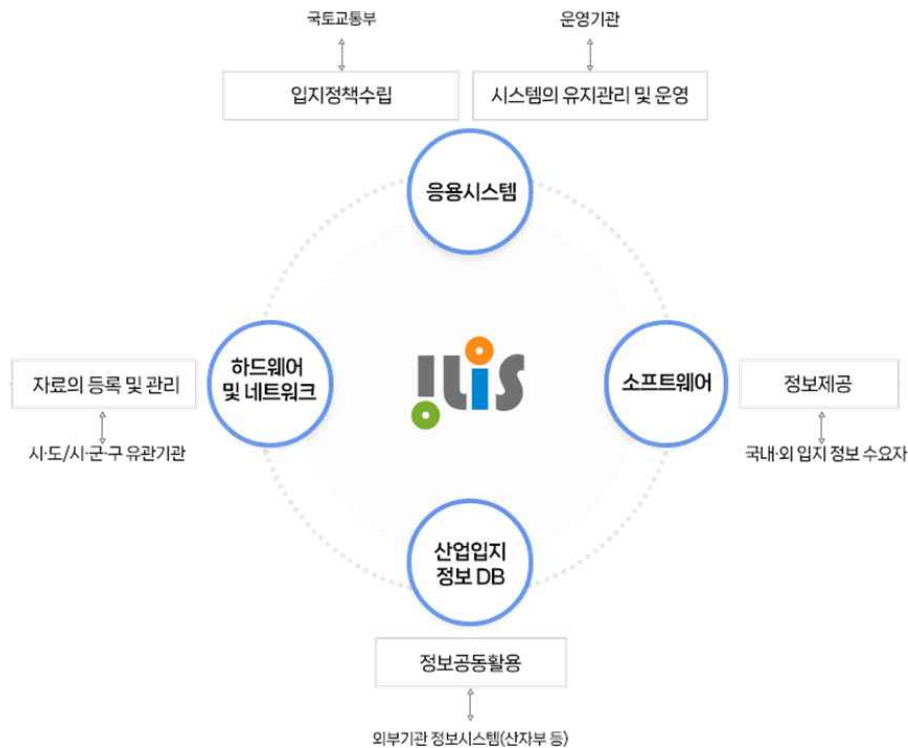 국토교통부
운영기관
입지정책수립
시스템의 유지관리 및 운영
응용시스템
하드웨어
및 네트워크
자료의 등록 및 관리
시·도/시·군·구 유관기관
ILIS
소프트웨어
정보제공
국내·외 입지 정보 수요자
산업입지
정보 DB
정보공동활용
외부기관 정보시스템(산자부 등)